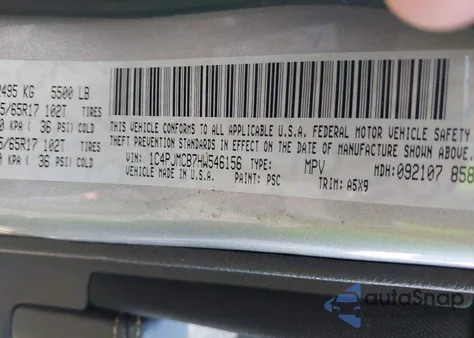 2495 KG 5500 LB
5/65R17 102T TIRES
0 KPA ( 36 PSI/COLD
/65R17 102T TIRES
KPA ( 36 PSI/COLD
THIS VEHICLE CONFORMS TO ALL APPLICABLE U.S.A. FEDERAL MOTOR VEHICLE SAFETY
THEFT PREVENTION STANDARDS IN EFFECT ON THE DATE OF MANUFACTURE SHOWN ABOVE
VIN: 1C4PJMCB7HW546156 TYPE: MPV MDH: 092107 858
VEHICLE MADE IN U.S.A. PAINT: PSC TRIM: A5X9
autoSnap